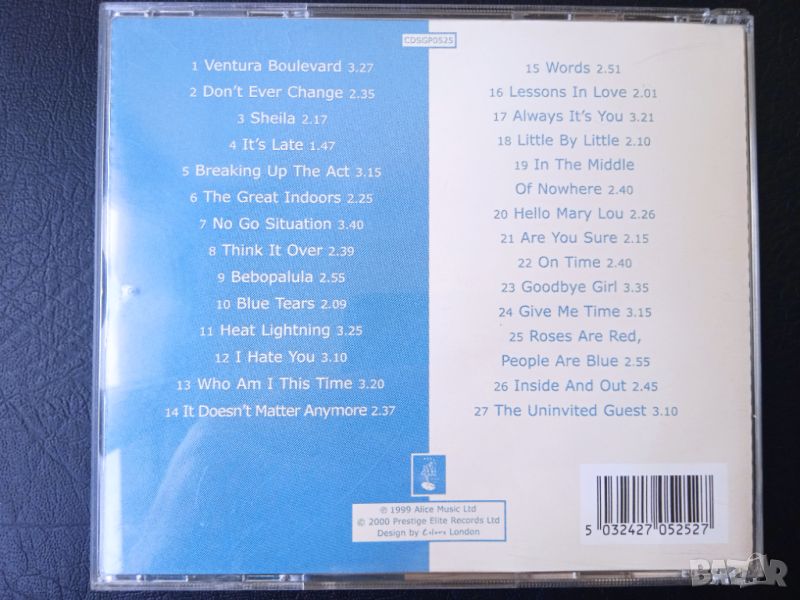 CDSGP0525
1 Ventura Boulevard 3.27
2 Don't Ever Change 2.35
3 Sheila 2.17
4 It's Late 1.47
5 Breaking Up The Act 3.15
6 The Great Indoors 2.25
7 No Go Situation 3.40
8 Think It Over 2.39
9 Bebopalula 2.55
10 Blue Tears 2.09
11 Heat Lightning 3.25
12 I Hate You 3.10
13 Who Am I This Time 3.20
14 It Doesn't Matter Anymore 2.37
15 Words 2.51
16 Lessons In Love 2.01
17 Always It's You 3.21
18 Little By Little 2.10
19 In The Middle
Of Nowhere 2.40
20 Hello Mary Lou 2.26
21 Are You Sure 2.15
22 On Time 2.40
23 Goodbye Girl 3.35
24 Give Me Time 3.15
25 Roses Are Red,
People Are Blue 2.55
26 Inside And Out 2.45
27 The Uninvited Guest 3.10
℗ 1999 Alice Music Ltd
© 2000 Prestige Elite Records Ltd
Design by Colours London
5 032427 052527
BAZAR